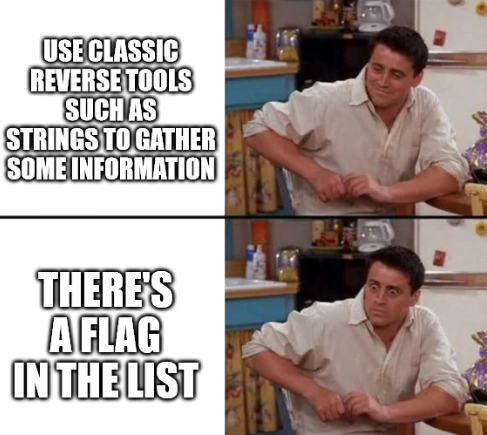 USE CLASSIC
REVERSE TOOLS
SUCH AS
STRINGS TO GATHER
SOME INFORMATION
THERE'S
A FLAG
IN THE LIST